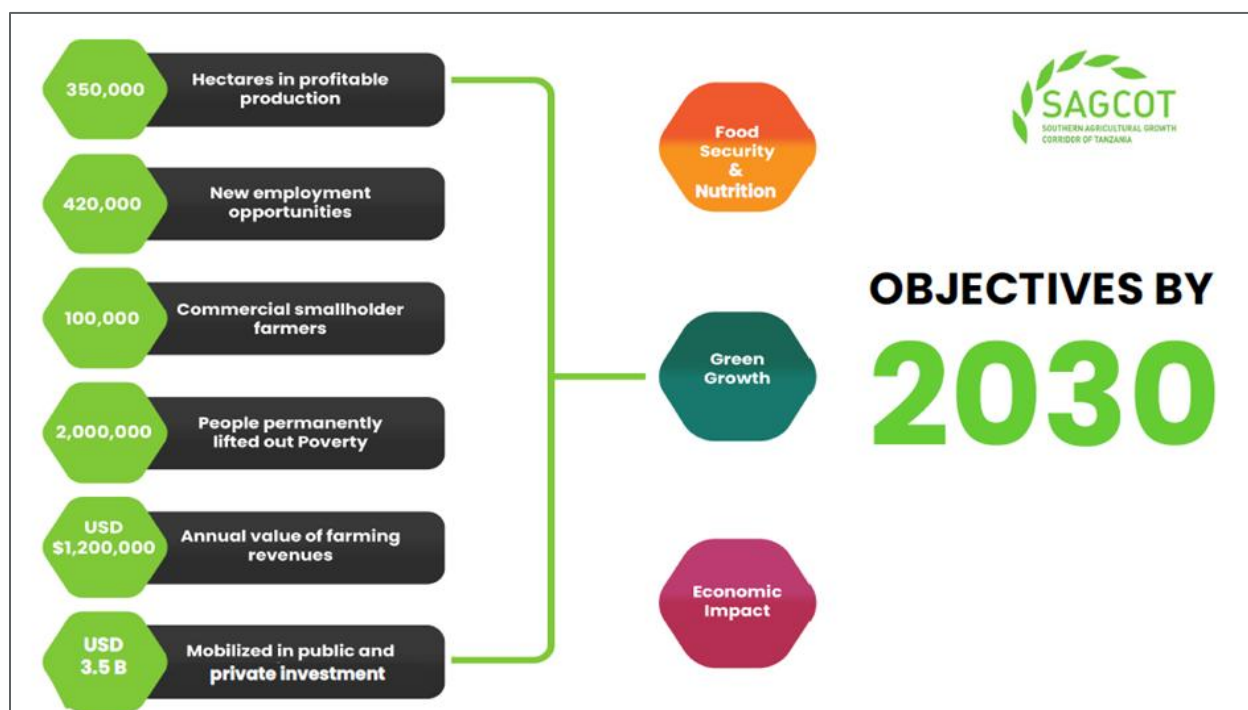 350,000
Hectares in profitable
production
420,000
New employment
opportunities
100,000
Commercial smallholder
farmers
2,000,000
People permanently
lifted out Poverty
USD
$1,200,000
Annual value of farming
revenues
USD
3.5 B
Mobilized in public and
private investment
Food
Security
&
Nutrition
Green
Growth
Economic
Impact
SAGCOT
SOUTHERN AGRICULTURAL GROWTH
CORRIDOR OF TANZANIA
OBJECTIVES BY
2030